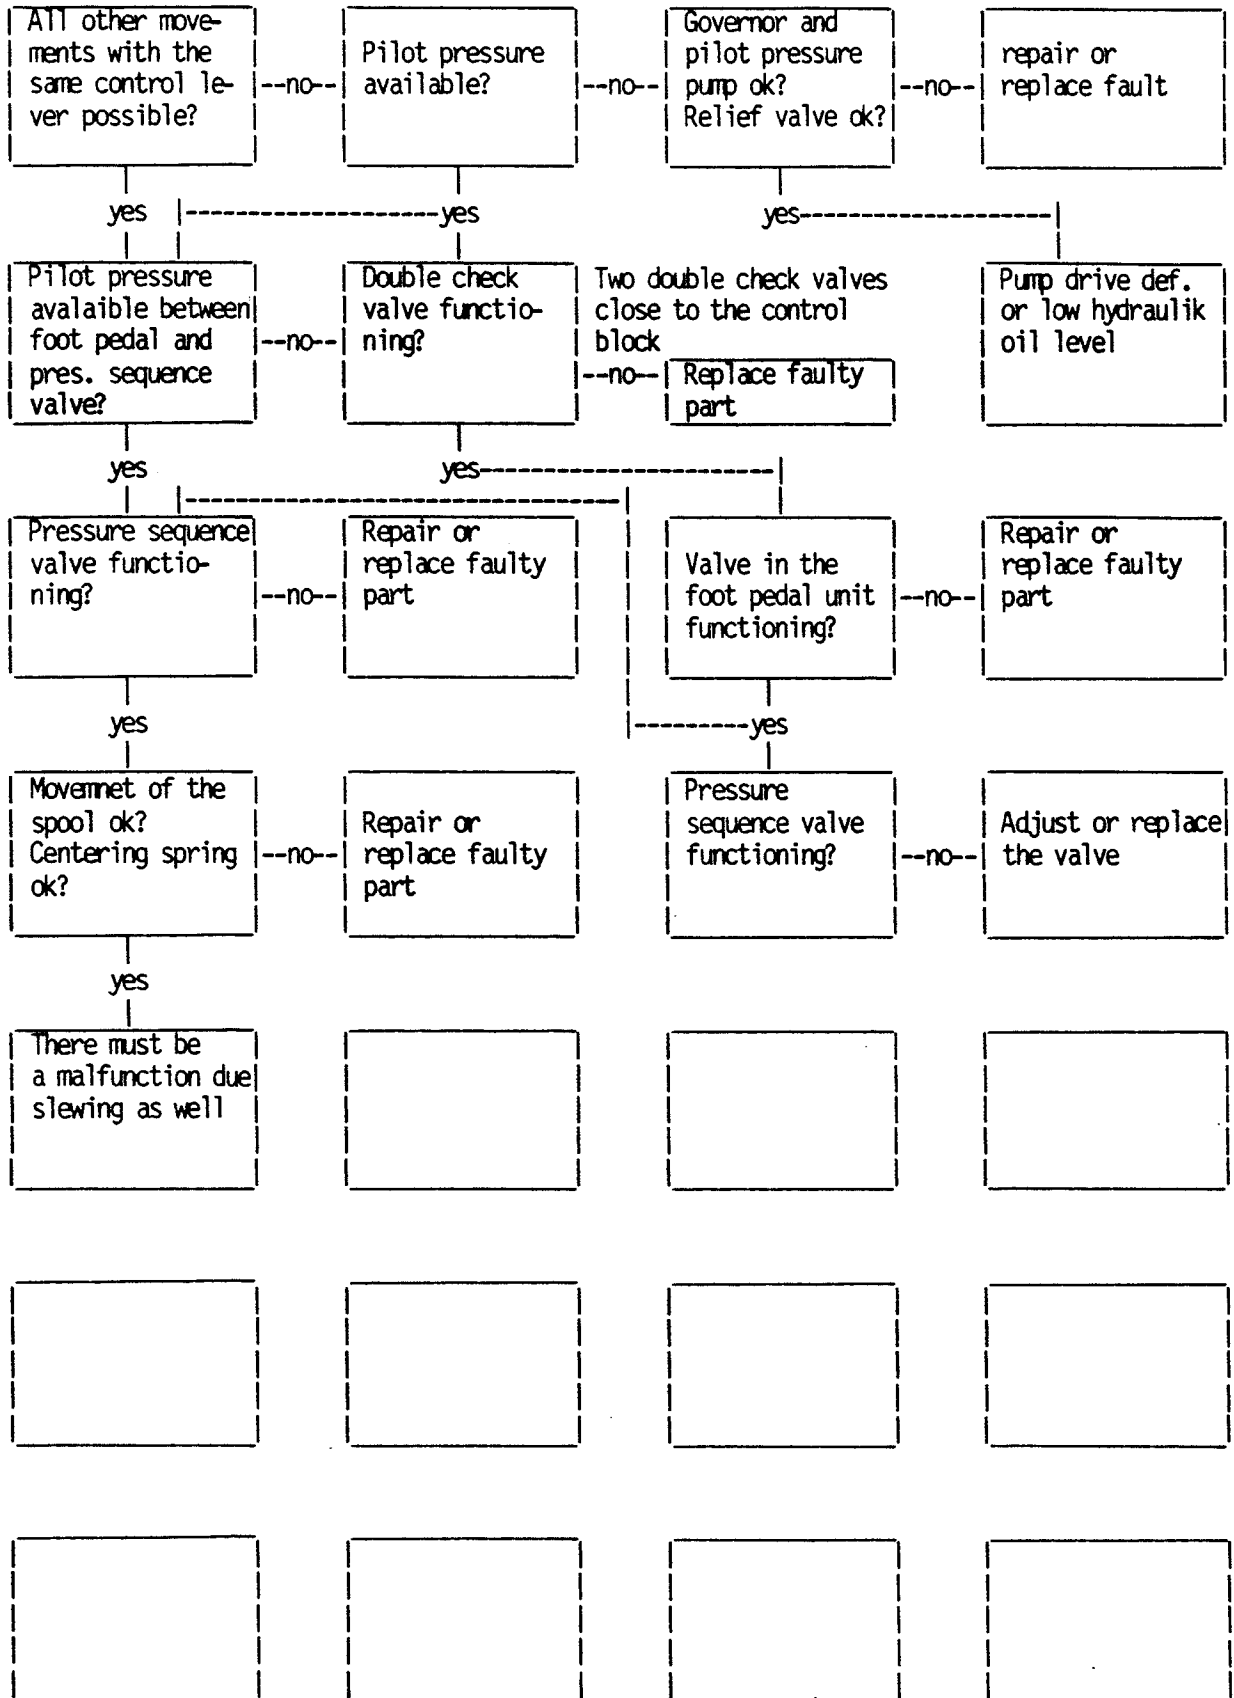 All other move-
ments with the
same control le-
ver possible?
--no--
Pilot pressure
available?
--no--
Governor and
pilot pressure
pump ok?
Relief valve ok?
--no--
repair or
replace fault
yes
yes
yes
Pilot pressure
avalaible between
foot pedal and
pres. sequence
valve?
--no--
Double check
valve functio-
ning?
Two double check valves
close to the control
block
--no--
Replace faulty
part
Pump drive def.
or low hydraulik
oil level
yes
yes
Pressure sequence
valve functio-
ning?
--no--
Repair or
replace faulty
part
Valve in the
foot pedal unit
functioning?
--no--
Repair or
replace faulty
part
yes
yes
Movemnet of the
spool ok?
Centering spring
ok?
--no--
Repair or
replace faulty
part
Pressure
sequence valve
functioning?
--no--
Adjust or replace
the valve
yes
There must be
a malfunction due
slewing as well